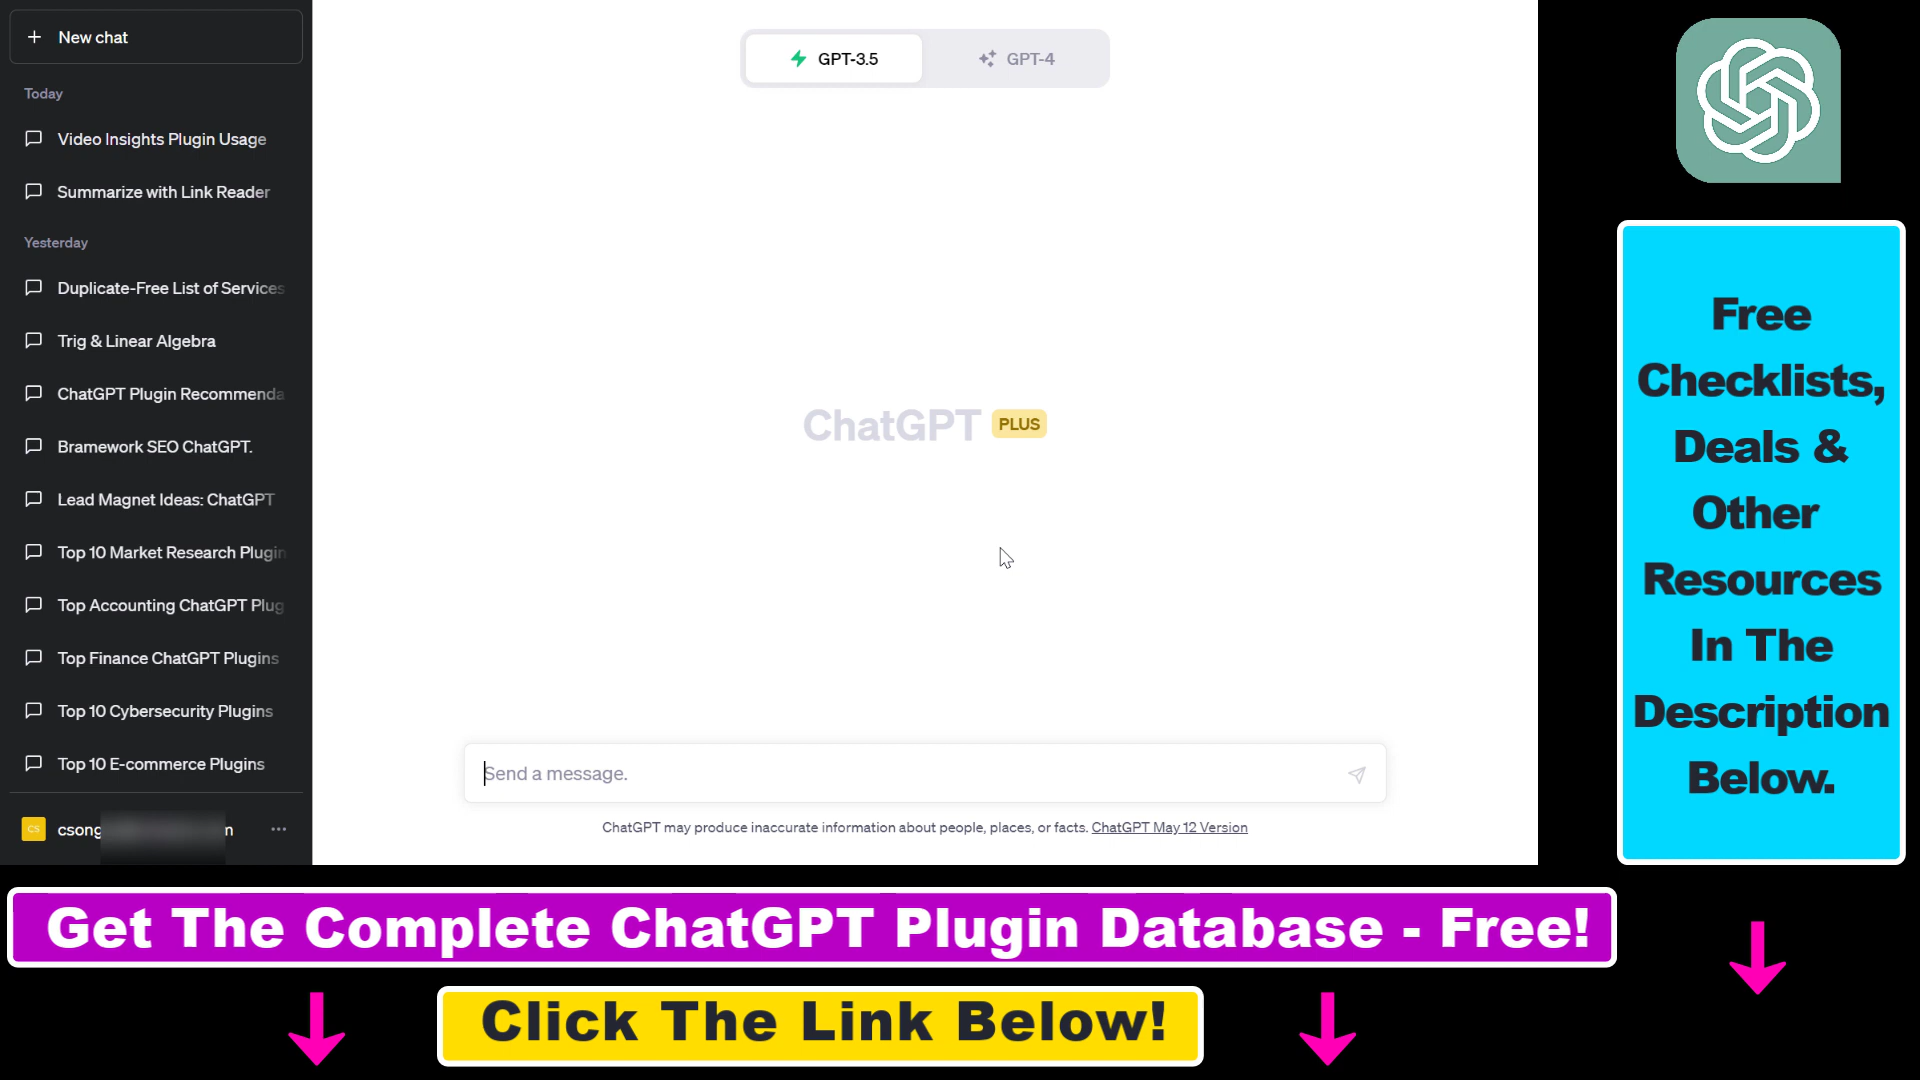 New chat
Today
Video Insights Plugin Usage
Summarize with Link Reader
Yesterday
Duplicate-Free List of Services
Trig & Linear Algebra
ChatGPT Plugin Recommenda
Bramework SEO ChatGPT.
Lead Magnet Ideas: ChatGPT
Top 10 Market Research Plugin
Top Accounting ChatGPT Plug
Top Finance ChatGPT Plugins
Top 10 Cybersecurity Plugins
Top 10 E-commerce Plugins
CS
GPT-3.5
GPT-4
ChatGPT PLUS
Send a message.
ChatGPT may produce inaccurate information about people, places, or facts. ChatGPT May 12 Version
Free
Checklists,
Deals &
Other
Resources
In The
Description
Below.
Get The Complete ChatGPT Plugin Database - Free!
Click The Link Below!